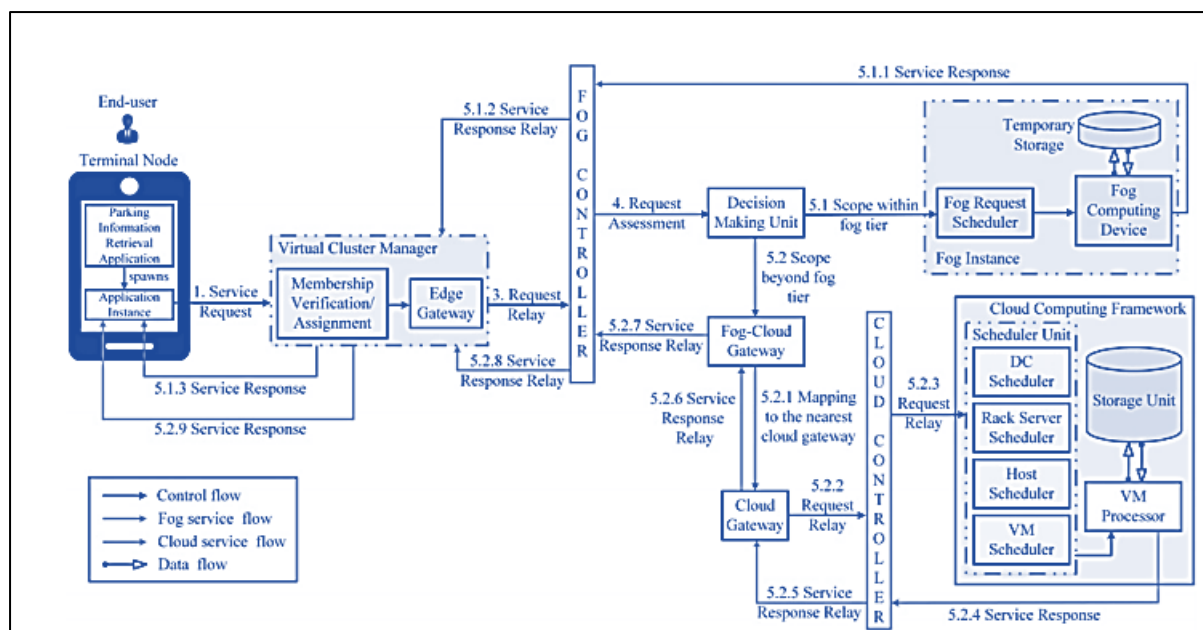 End-user
Terminal Node
Parking
Information
Retrieval
Application
spawns
Application
Instance
1. Service
Request
Virtual Cluster Manager
Membership
Verification/
Assignment
Edge
Gateway
3. Request
Relay
5.1.2 Service
Response Relay
5.1.3 Service Response
5.2.9 Service Response
5.2.8 Service
Response Relay
FOG CONTROLLER
4. Request
Assessment
Decision
Making Unit
5.1 Scope within
fog tier
5.1.1 Service Response
Temporary
Storage
Fog Request
Scheduler
Fog
Computing
Device
Fog Instance
5.2 Scope
beyond fog
tier
5.2.7 Service
Response Relay
Fog-Cloud
Gateway
5.2.6 Service
Response
Relay
5.2.1 Mapping
to the nearest
cloud gateway
Cloud
Gateway
5.2.2
Request
Relay
CLOUD CONTROLLER
5.2.3
Request
Relay
5.2.5 Service
Response Relay
5.2.4 Service Response
Cloud Computing Framework
Scheduler Unit
DC
Scheduler
Rack Server
Scheduler
Host
Scheduler
VM
Scheduler
Storage Unit
VM
Processor
Control flow
Fog service flow
Cloud service flow
Data flow